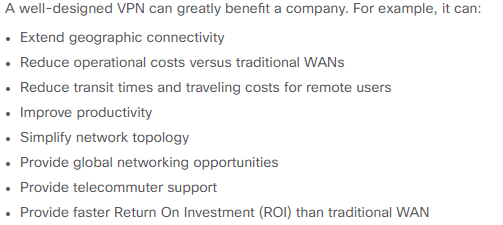 A well-designed VPN can greatly benefit a company. For example, it can:
• Extend geographic connectivity
• Reduce operational costs versus traditional WANs
• Reduce transit times and traveling costs for remote users
• Improve productivity
• Simplify network topology
• Provide global networking opportunities
• Provide telecommuter support
• Provide faster Return On Investment (ROI) than traditional WAN